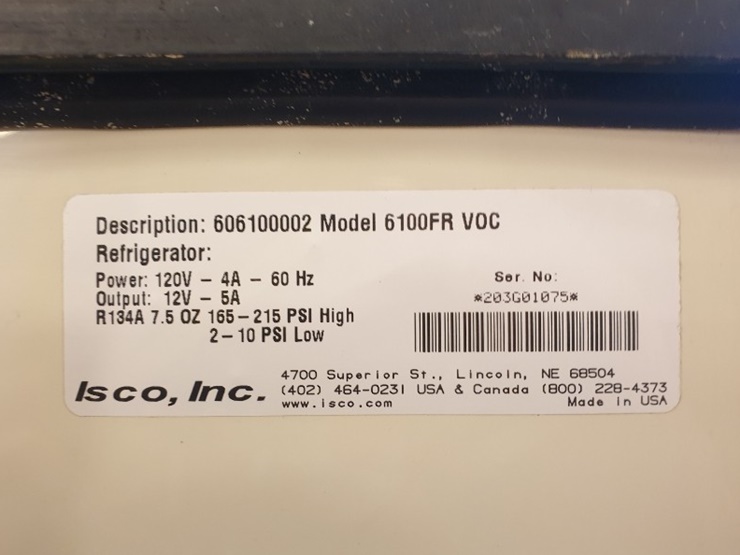 Description: 606100002 Model 6100FR VOC
Refrigerator:
Power: 120V – 4A – 60 Hz
Output: 12V – 5A
R134A 7.5 OZ 165–215 PSI High
2–10 PSI Low
Ser. No:
*203G01075*
Isco, Inc.
4700 Superior St., Lincoln, NE 68504
(402) 464-0231 USA & Canada (800) 228-4373
www.isco.com
Made in USA